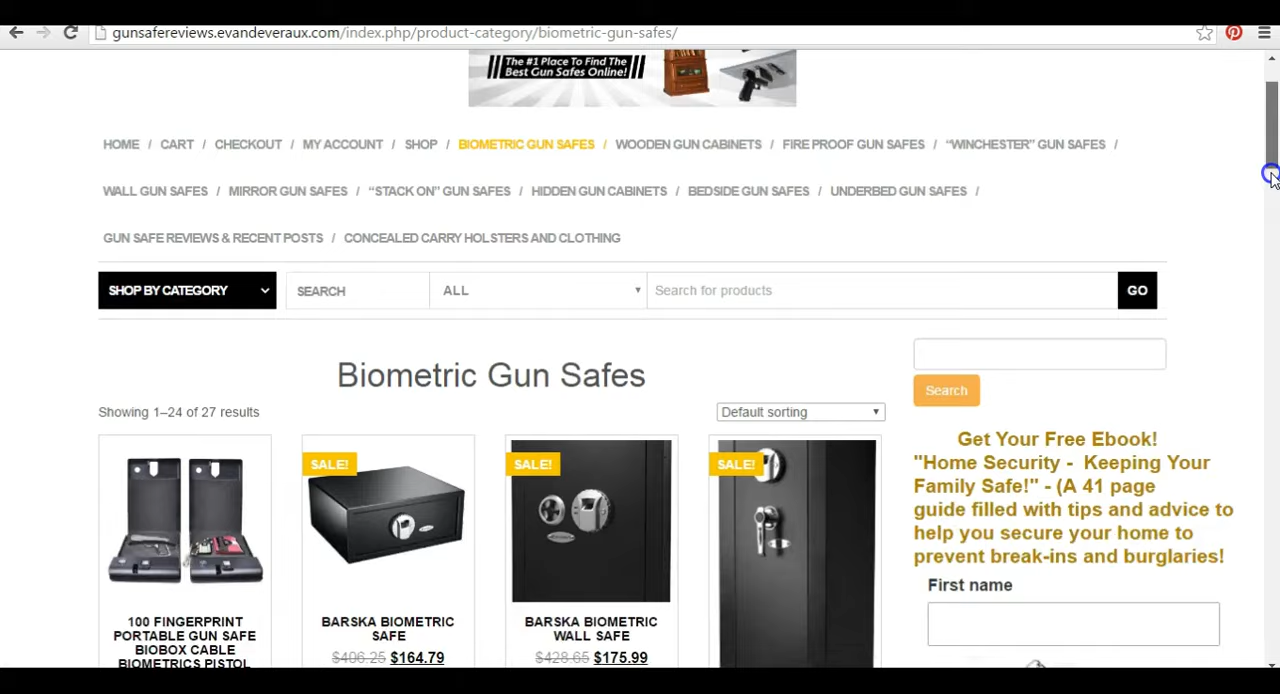 gunsafereviews.evandeveraux.com/index.php/product-category/biometric-gun-safes/
The #1 Place To Find The
Best Gun Safes Online!
HOME / CART / CHECKOUT / MY ACCOUNT / SHOP / BIOMETRIC GUN SAFES / WOODEN GUN CABINETS / FIRE PROOF GUN SAFES / “WINCHESTER” GUN SAFES /
WALL GUN SAFES / MIRROR GUN SAFES / “STACK ON” GUN SAFES / HIDDEN GUN CABINETS / BEDSIDE GUN SAFES / UNDERBED GUN SAFES /
GUN SAFE REVIEWS & RECENT POSTS / CONCEALED CARRY HOLSTERS AND CLOTHING
SHOP BY CATEGORY SEARCH ALL Search for products GO
Biometric Gun Safes
Showing 1–24 of 27 results Default sorting
SALE! SALE! SALE!
100 FINGERPRINT
PORTABLE GUN SAFE
BIOBOX CABLE
BIOMETRICS PISTOL
BARSKA BIOMETRIC
SAFE
$406.25 $164.79
BARSKA BIOMETRIC
WALL SAFE
$428.65 $175.99
Search
Get Your Free Ebook!
"Home Security - Keeping Your
Family Safe!" - (A 41 page
guide filled with tips and advice to
help you secure your home to
prevent break-ins and burglaries!
First name